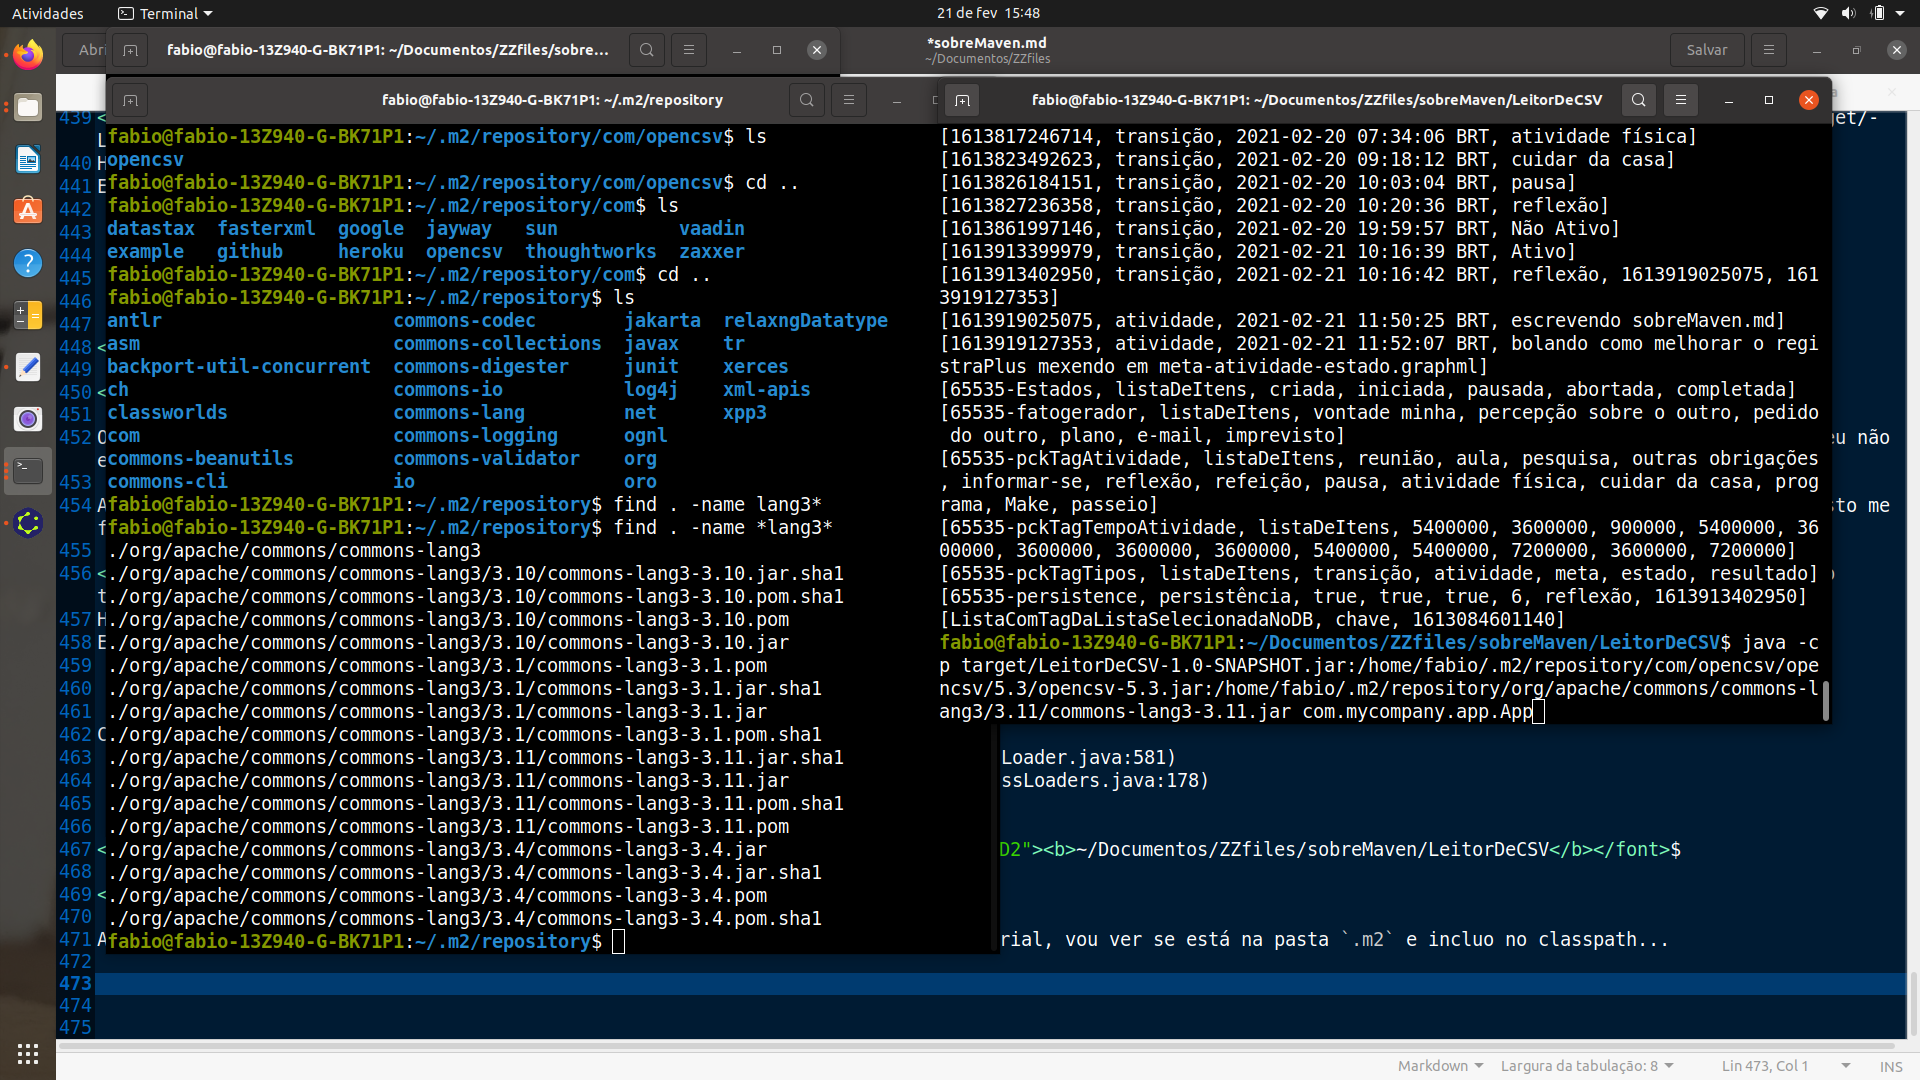 Atividades
Terminal
21 de fev 15:48
Abri
fabio@fabio-13Z940-G-BK71P1: ~/Documentos/ZZfiles/sobre...
*sobreMaven.md
~/Documentos/ZZfiles
Salvar
fabio@fabio-13Z940-G-BK71P1: ~/.m2/repository
fabio@fabio-13Z940-G-BK71P1:~/.m2/repository/com/opencsv$ ls
opencsv
fabio@fabio-13Z940-G-BK71P1:~/.m2/repository/com/opencsv$ cd ..
fabio@fabio-13Z940-G-BK71P1:~/.m2/repository/com$ ls
datastax fasterxml google jayway sun vaadin
example github heroku opencsv thoughtworks zaxxer
fabio@fabio-13Z940-G-BK71P1:~/.m2/repository/com$ cd ..
fabio@fabio-13Z940-G-BK71P1:~/.m2/repository$ ls
antlr commons-codec jakarta relaxngDatatype
asm commons-collections javax tr
backport-util-concurrent commons-digester junit xerces
ch commons-io log4j xml-apis
classworlds commons-lang net xpp3
com commons-logging ognl
commons-beanutils commons-validator org
commons-cli io oro
fabio@fabio-13Z940-G-BK71P1:~/.m2/repository$ find . -name lang3*
fabio@fabio-13Z940-G-BK71P1:~/.m2/repository$ find . -name *lang3*
./org/apache/commons/commons-lang3
./org/apache/commons/commons-lang3/3.10/commons-lang3-3.10.jar.sha1
./org/apache/commons/commons-lang3/3.10/commons-lang3-3.10.pom.sha1
./org/apache/commons/commons-lang3/3.10/commons-lang3-3.10.pom
./org/apache/commons/commons-lang3/3.10/commons-lang3-3.10.jar
./org/apache/commons/commons-lang3/3.1/commons-lang3-3.1.pom
./org/apache/commons/commons-lang3/3.1/commons-lang3-3.1.jar.sha1
./org/apache/commons/commons-lang3/3.1/commons-lang3-3.1.jar
./org/apache/commons/commons-lang3/3.1/commons-lang3-3.1.pom.sha1
./org/apache/commons/commons-lang3/3.11/commons-lang3-3.11.jar.sha1
./org/apache/commons/commons-lang3/3.11/commons-lang3-3.11.jar
./org/apache/commons/commons-lang3/3.11/commons-lang3-3.11.pom.sha1
./org/apache/commons/commons-lang3/3.11/commons-lang3-3.11.pom
./org/apache/commons/commons-lang3/3.4/commons-lang3-3.4.jar
./org/apache/commons/commons-lang3/3.4/commons-lang3-3.4.jar.sha1
./org/apache/commons/commons-lang3/3.4/commons-lang3-3.4.pom
./org/apache/commons/commons-lang3/3.4/commons-lang3-3.4.pom.sha1
fabio@fabio-13Z940-G-BK71P1:~/.m2/repository$
fabio@fabio-13Z940-G-BK71P1: ~/Documentos/ZZfiles/sobreMaven/LeitorDeCSV
[1613817246714, transição, 2021-02-20 07:34:06 BRT, atividade física]
[1613823492623, transição, 2021-02-20 09:18:12 BRT, cuidar da casa]
[1613826184151, transição, 2021-02-20 10:03:04 BRT, pausa]
[1613827236358, transição, 2021-02-20 10:20:36 BRT, reflexão]
[1613861997146, transição, 2021-02-20 19:59:57 BRT, Não Ativo]
[1613913399979, transição, 2021-02-21 10:16:39 BRT, Ativo]
[1613913402950, transição, 2021-02-21 10:16:42 BRT, reflexão, 1613919025075, 161
3919127353]
[1613919025075, atividade, 2021-02-21 11:50:25 BRT, escrevendo sobreMaven.md]
[1613919127353, atividade, 2021-02-21 11:52:07 BRT, bolando como melhorar o regi
straPlus mexendo em meta-atividade-estado.graphml]
[65535-Estados, listaDeItens, criada, iniciada, pausada, abortada, completada]
[65535-fatogerador, listaDeItens, vontade minha, percepção sobre o outro, pedido
 do outro, plano, e-mail, imprevisto]
[65535-pckTagAtividade, listaDeItens, reunião, aula, pesquisa, outras obrigações
, informar-se, reflexão, refeição, pausa, atividade física, cuidar da casa, prog
rama, Make, passeio]
[65535-pckTagTempoAtividade, listaDeItens, 5400000, 3600000, 900000, 5400000, 36
00000, 3600000, 3600000, 3600000, 5400000, 5400000, 7200000, 3600000, 7200000]
[65535-pckTagTipos, listaDeItens, transição, atividade, meta, estado, resultado]
[65535-persistence, persistência, true, true, true, 6, reflexão, 1613913402950]
[ListaComTagDaListaSelecionadaNoDB, chave, 1613084601140]
fabio@fabio-13Z940-G-BK71P1:~/Documentos/ZZfiles/sobreMaven/LeitorDeCSV$ java -c
p target/LeitorDeCSV-1.0-SNAPSHOT.jar:/home/fabio/.m2/repository/com/opencsv/ope
ncsv/5.3/opencsv-5.3.jar:/home/fabio/.m2/repository/org/apache/commons/commons-l
ang3/3.11/commons-lang3-3.11.jar com.mycompany.app.App
439 <
L
440 H
441 E
442
443
444
445
446
447
448 <
449
450 <
451
452 O
e
453
454 A
f
455
456 <
t
457 H
458 E
459
460
461
462 C
463
464
465
466
467 <
468
469 <
470
471 A
472
473
474
475
get/-
eu não
sto me
o
Loader.java:581)
ssLoaders.java:178)
D2"><b>~/Documentos/ZZfiles/sobreMaven/LeitorDeCSV</b></font>$
rial, vou ver se está na pasta `.m2` e incluo no classpath...
Markdown
Largura da tabulação: 8
Lin 473, Col 1
INS